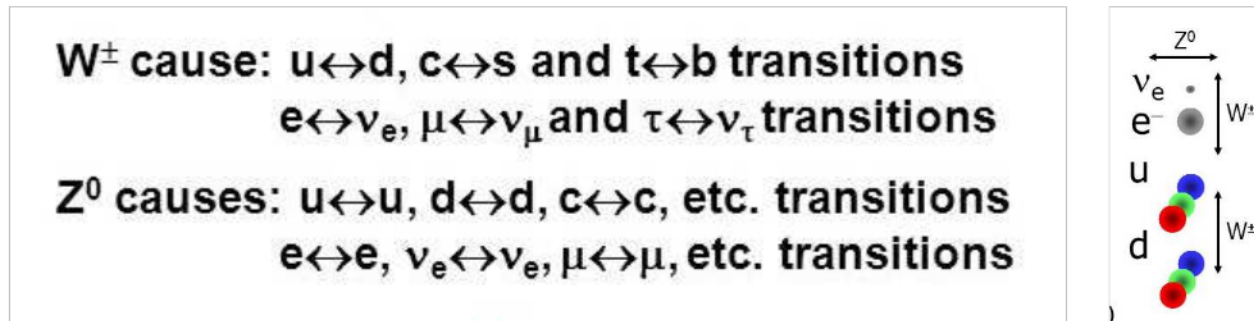 W± cause: u↔d, c↔s and t↔b transitions
e↔νe, μ↔νμ and τ↔ντ transitions
Z⁰ causes: u↔u, d↔d, c↔c, etc. transitions
e↔e, νe↔νe, μ↔μ, etc. transitions
Z⁰
νe
W±
e⁻
u
W±
d